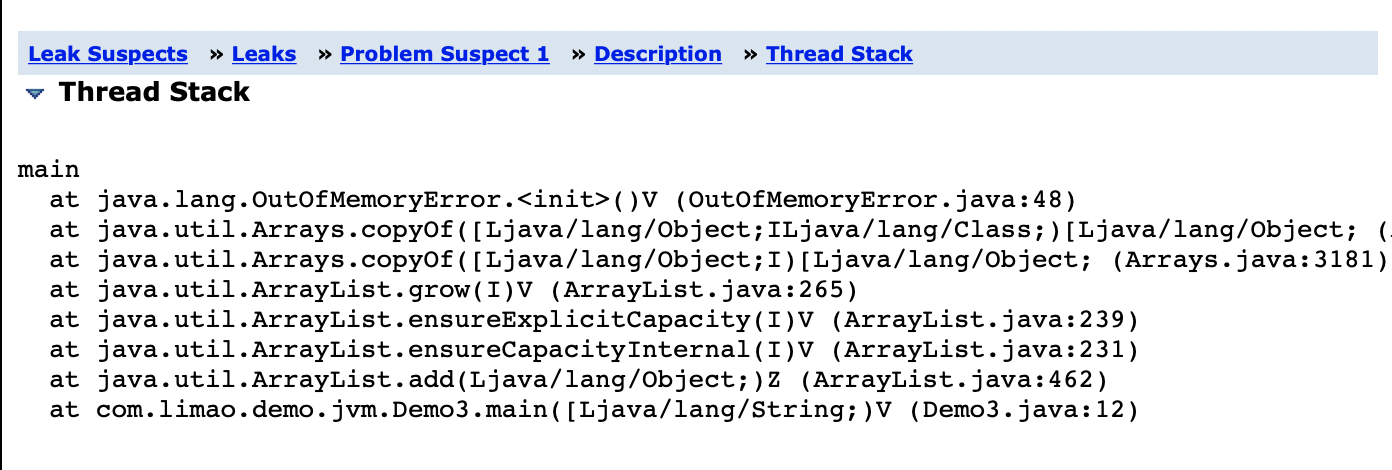 Leak Suspects » Leaks » Problem Suspect 1 » Description » Thread Stack
Thread Stack
main
at java.lang.OutOfMemoryError.<init>()V (OutOfMemoryError.java:48)
at java.util.Arrays.copyOf([Ljava/lang/Object;ILjava/lang/Class;)[Ljava/lang/Object; (
at java.util.Arrays.copyOf([Ljava/lang/Object;I)[Ljava/lang/Object; (Arrays.java:3181)
at java.util.ArrayList.grow(I)V (ArrayList.java:265)
at java.util.ArrayList.ensureExplicitCapacity(I)V (ArrayList.java:239)
at java.util.ArrayList.ensureCapacityInternal(I)V (ArrayList.java:231)
at java.util.ArrayList.add(Ljava/lang/Object;)Z (ArrayList.java:462)
at com.limao.demo.jvm.Demo3.main([Ljava/lang/String;)V (Demo3.java:12)